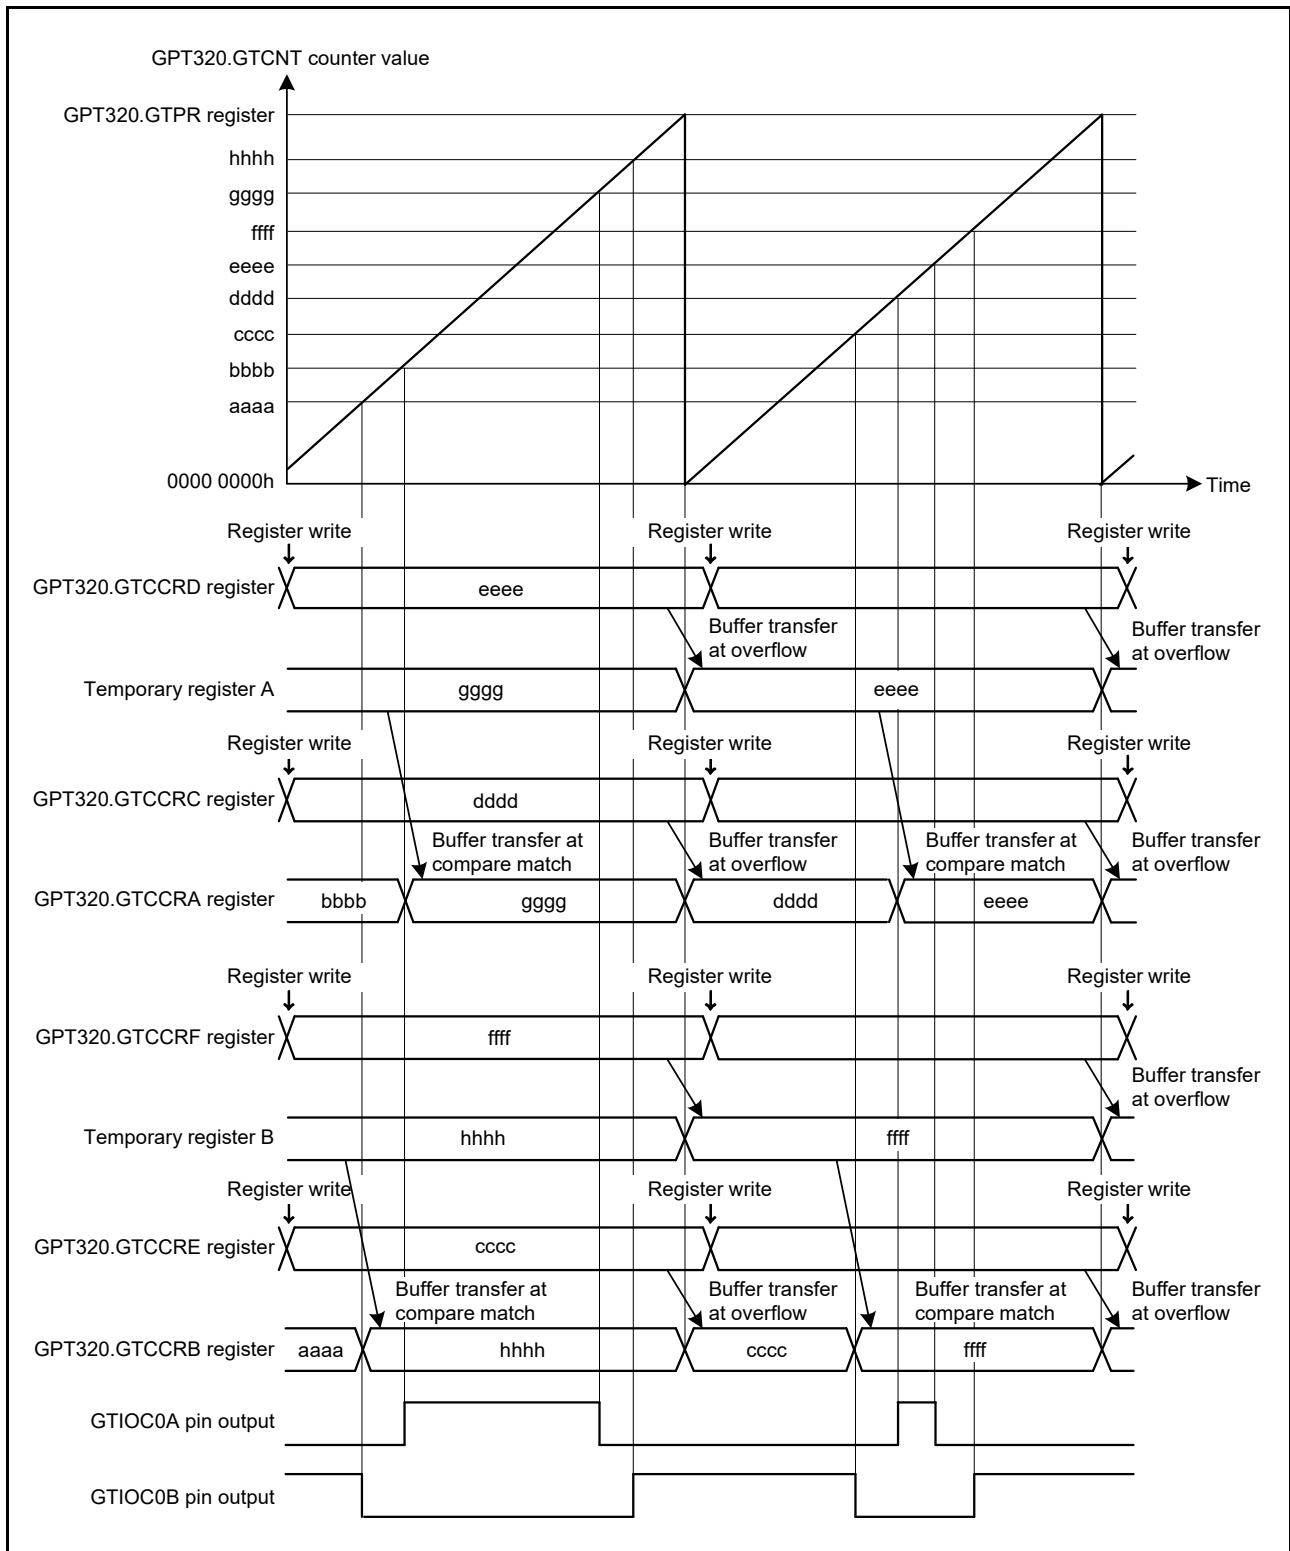 GPT320.GTCNT counter value
GPT320.GTPR register
hhhh
gggg
ffff
eeee
dddd
cccc
bbbb
aaaa
0000 0000h
Time
Register write Register write Register write
GPT320.GTCCRD register eeee
Buffer transfer
at overflow
Buffer transfer
at overflow
Temporary register A gggg eeee
Register write Register write Register write
GPT320.GTCCRC register dddd
Buffer transfer at
compare match
Buffer transfer
at overflow
Buffer transfer at
compare match
Buffer transfer
at overflow
GPT320.GTCCRA register bbbb gggg dddd eeee
Register write Register write Register write
GPT320.GTCCRF register ffff
Buffer transfer
at overflow
Temporary register B hhhh ffff
Register write Register write Register write
GPT320.GTCCRE register cccc
Buffer transfer at
compare match
Buffer transfer
at overflow
Buffer transfer at
compare match
Buffer transfer
at overflow
GPT320.GTCCRB register aaaa hhhh cccc ffff
GTIOC0A pin output
GTIOC0B pin output